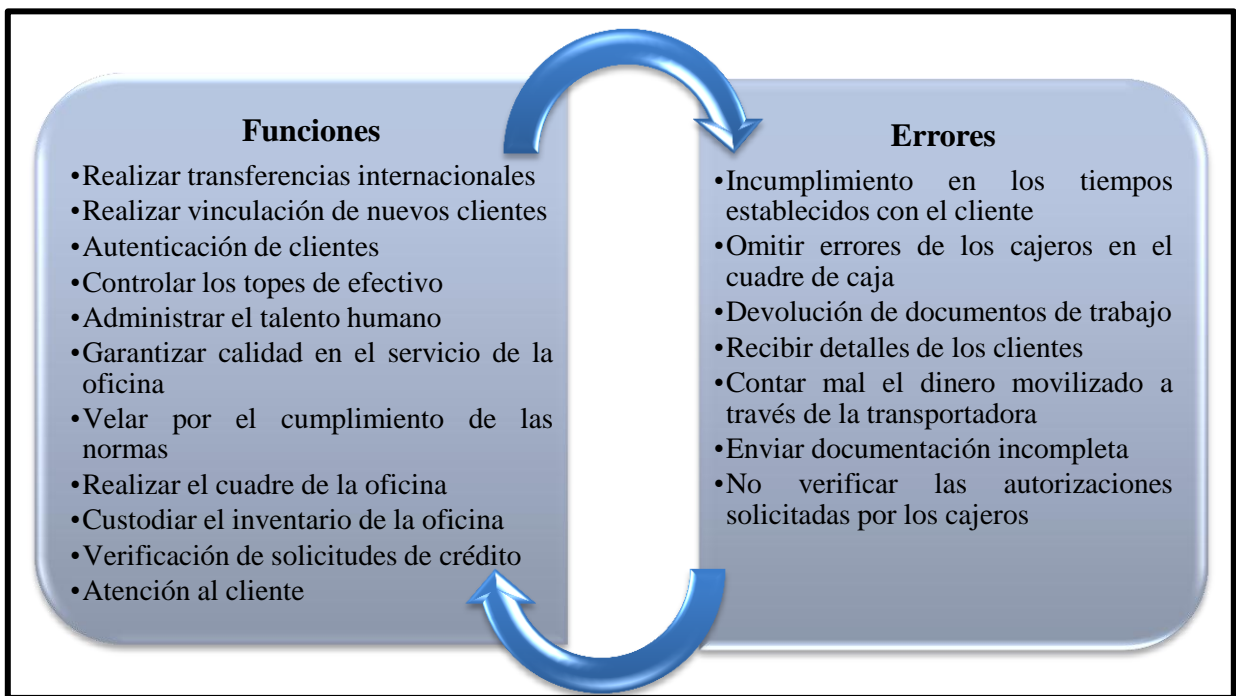 Funciones
•Realizar transferencias internacionales
•Realizar vinculación de nuevos clientes
•Autenticación de clientes
•Controlar los topes de efectivo
•Administrar el talento humano
•Garantizar calidad en el servicio de la
oficina
•Velar por el cumplimiento de las
normas
•Realizar el cuadre de la oficina
•Custodiar el inventario de la oficina
•Verificación de solicitudes de crédito
•Atención al cliente
Errores
•Incumplimiento en los tiempos
establecidos con el cliente
•Omitir errores de los cajeros en el
cuadre de caja
•Devolución de documentos de trabajo
•Recibir detalles de los clientes
•Contar mal el dinero movilizado a
través de la transportadora
•Enviar documentación incompleta
•No verificar las autorizaciones
solicitadas por los cajeros